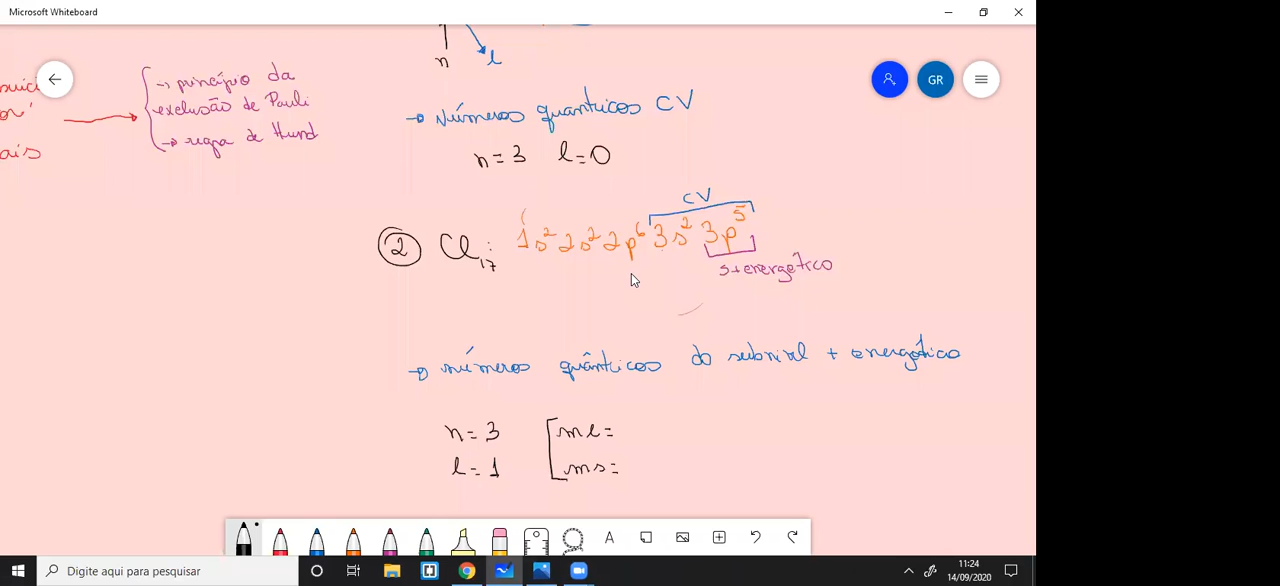 Microsoft Whiteboard
n
l
→ princípio da
exclusão de Pauli
→ regra de Hund
ais
GR
→ Números quanticos CV
n=3 l=0
CV
② Cl17: 1s² 2s² 2p⁶ 3s² 3p⁵
s+energético
→ números quânticos do subnível + energético
n=3 [ml=
l=1 ms=
A
Digite aqui para pesquisar
11:24
14/09/2020